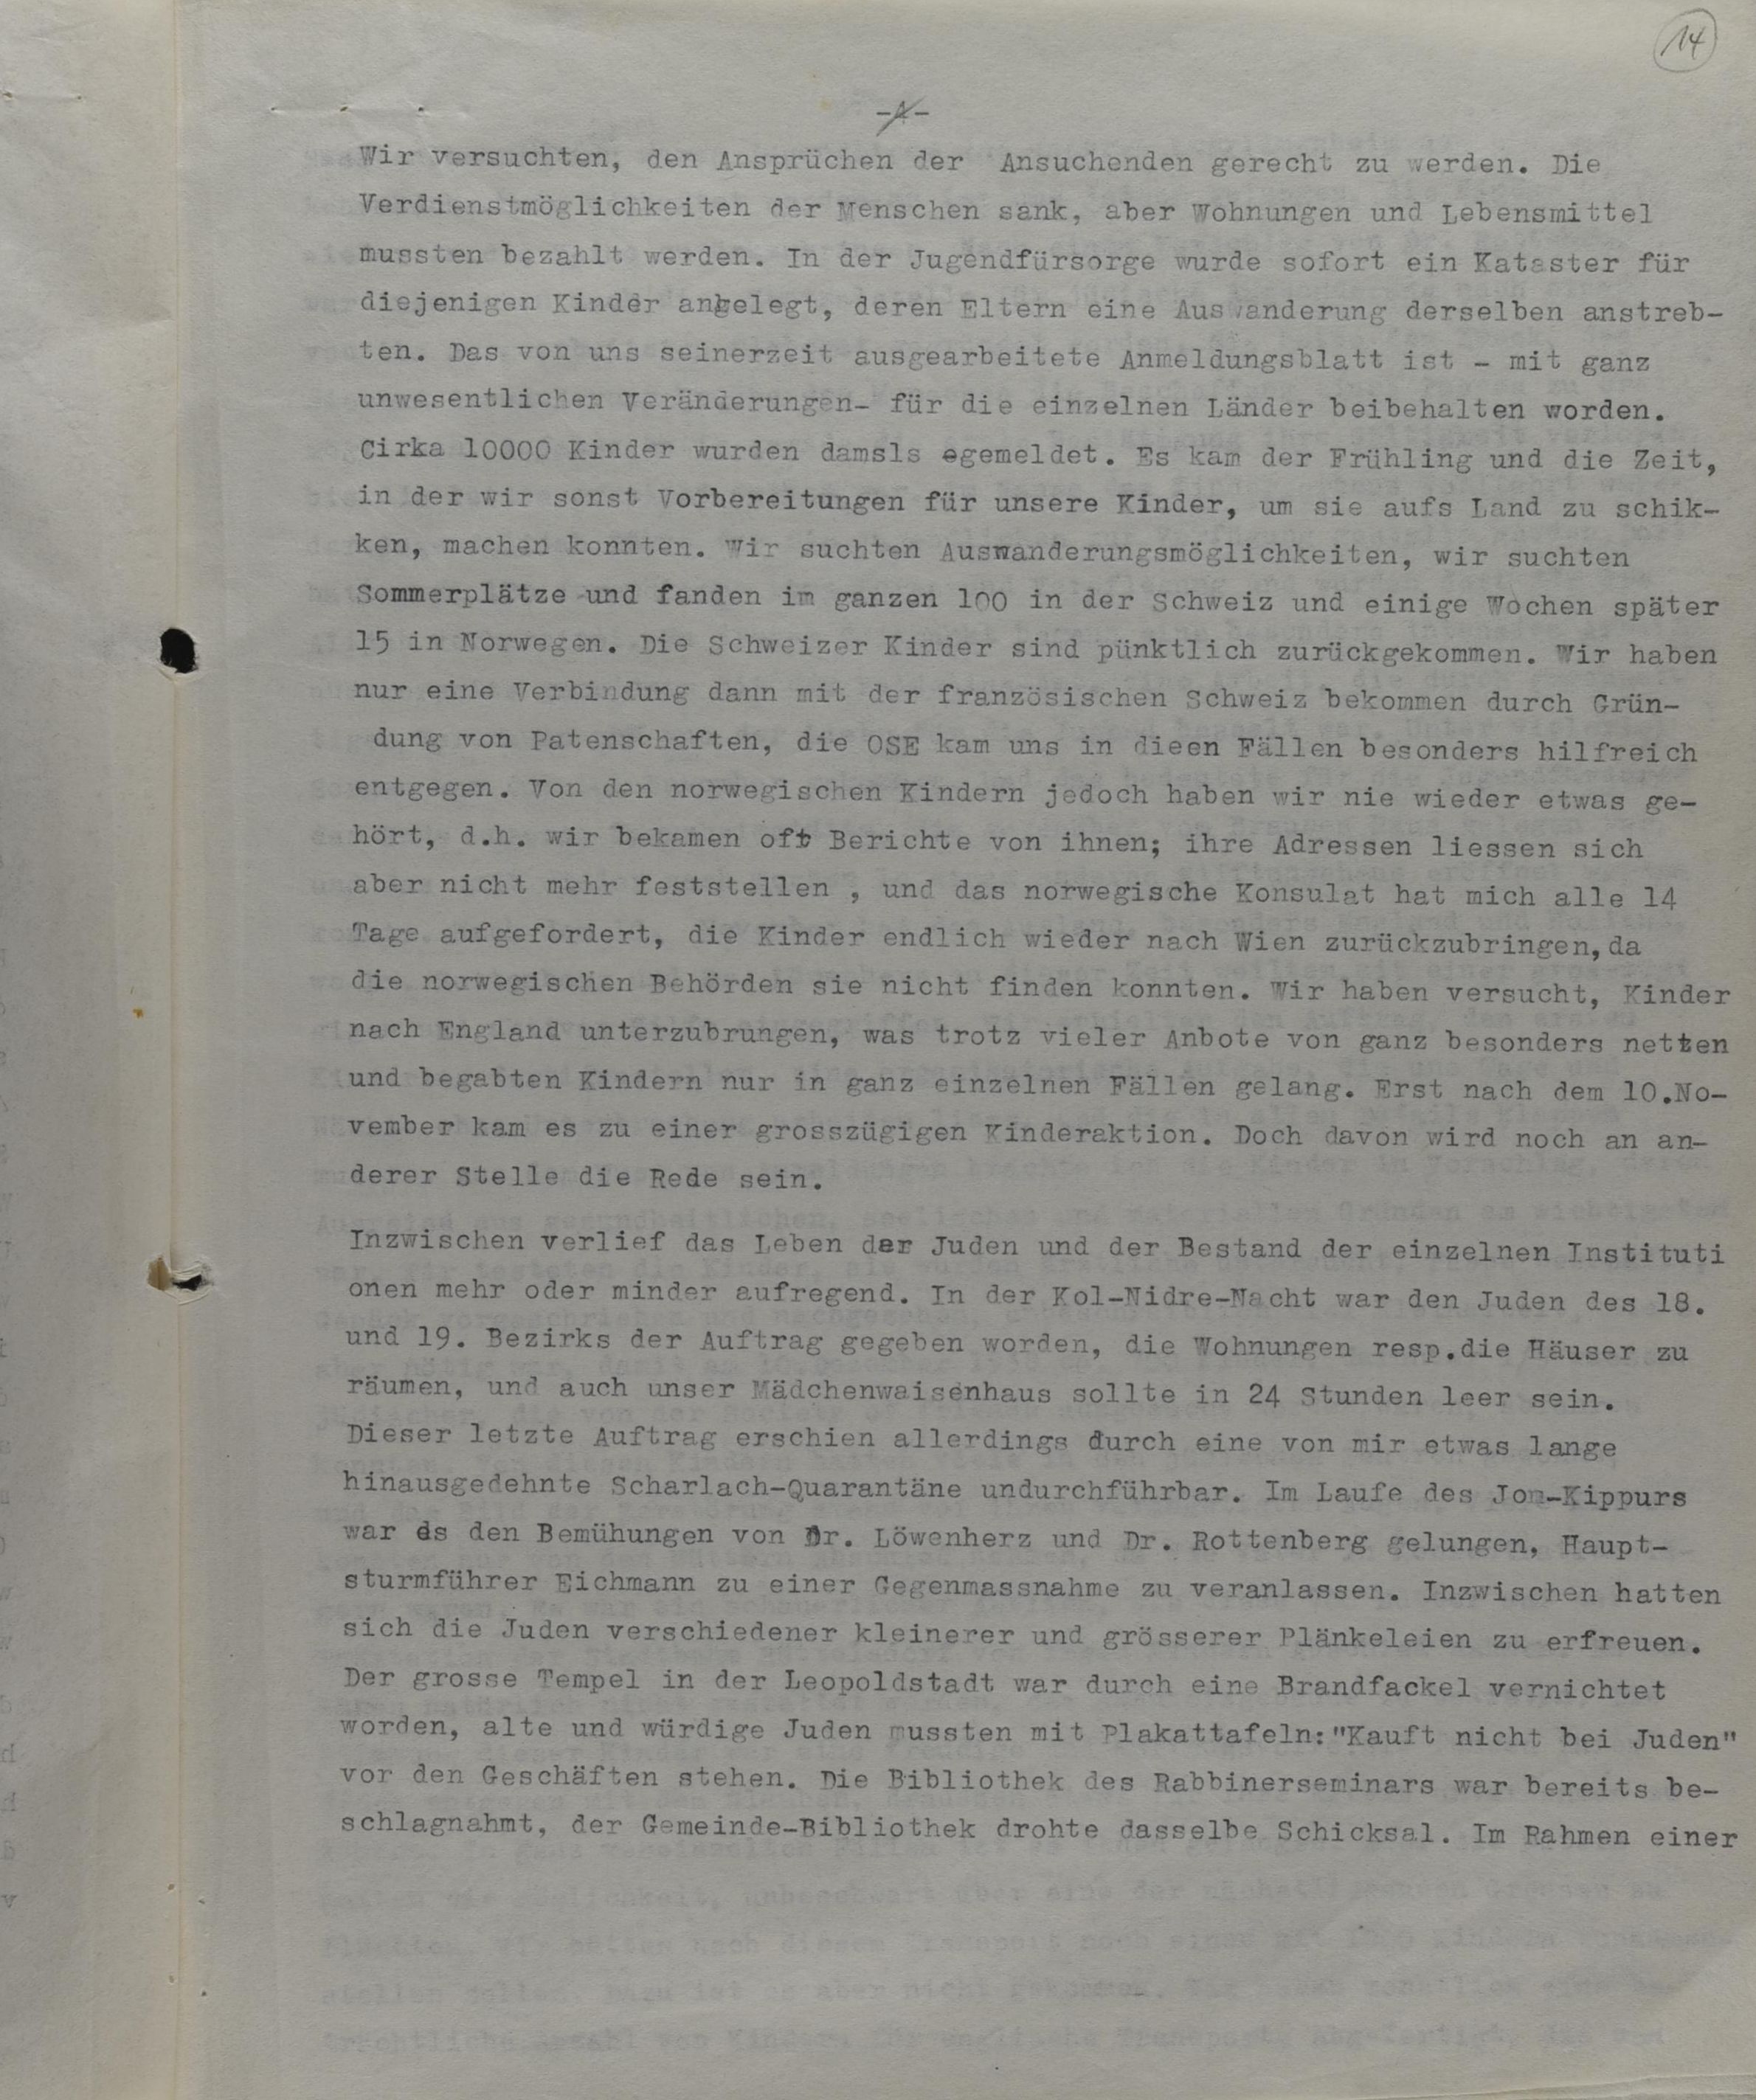 14
-4-
Wir versuchten, den Ansprüchen der Ansuchenden gerecht zu werden. Die
Verdienstmöglichkeiten der Menschen sank, aber Wohnungen und Lebensmittel
mussten bezahlt werden. In der Jugendfürsorge wurde sofort ein Kataster für
diejenigen Kinder angelegt, deren Eltern eine Auswanderung derselben anstreb-
ten. Das von uns seinerzeit ausgearbeitete Anmeldungsblatt ist - mit ganz
unwesentlichen Veränderungen- für die einzelnen Länder beibehalten worden.
Cirka 10000 Kinder wurden damsls egemeldet. Es kam der Frühling und die Zeit,
in der wir sonst Vorbereitungen für unsere Kinder, um sie aufs Land zu schik-
ken, machen konnten. Wir suchten Auswanderungsmöglichkeiten, wir suchten
Sommerplätze und fanden im ganzen 100 in der Schweiz und einige Wochen später
15 in Norwegen. Die Schweizer Kinder sind pünktlich zurückgekommen. Wir haben
nur eine Verbindung dann mit der französischen Schweiz bekommen durch Grün-
dung von Patenschaften, die OSE kam uns in dieen Fällen besonders hilfreich
entgegen. Von den norwegischen Kindern jedoch haben wir nie wieder etwas ge-
hört, d.h. wir bekamen oft Berichte von ihnen; ihre Adressen liessen sich
aber nicht mehr feststellen , und das norwegische Konsulat hat mich alle 14
Tage aufgefordert, die Kinder endlich wieder nach Wien zurückzubringen, da
die norwegischen Behörden sie nicht finden konnten. Wir haben versucht, Kinder
nach England unterzubrungen, was trotz vieler Anbote von ganz besonders netten
und begabten Kindern nur in ganz einzelnen Fällen gelang. Erst nach dem 10.No-
vember kam es zu einer grosszügigen Kinderaktion. Doch davon wird noch an an-
derer Stelle die Rede sein.
Inzwischen verlief das Leben der Juden und der Bestand der einzelnen Instituti
onen mehr oder minder aufregend. In der Kol-Nidre-Nacht war den Juden des 18.
und 19. Bezirks der Auftrag gegeben worden, die Wohnungen resp.die Häuser zu
räumen, und auch unser Mädchenwaisenhaus sollte in 24 Stunden leer sein.
Dieser letzte Auftrag erschien allerdings durch eine von mir etwas lange
hinausgedehnte Scharlach-Quarantäne undurchführbar. Im Laufe des Jom-Kippurs
war es den Bemühungen von Dr. Löwenherz und Dr. Rottenberg gelungen, Haupt-
sturmführer Eichmann zu einer Gegenmassnahme zu veranlassen. Inzwischen hatten
sich die Juden verschiedener kleinerer und grösserer Plänkeleien zu erfreuen.
Der grosse Tempel in der Leopoldstadt war durch eine Brandfackel vernichtet
worden, alte und würdige Juden mussten mit Plakattafeln:"Kauft nicht bei Juden"
vor den Geschäften stehen. Die Bibliothek des Rabbinerseminars war bereits be-
schlagnahmt, der Gemeinde-Bibliothek drohte dasselbe Schicksal. Im Rahmen einer